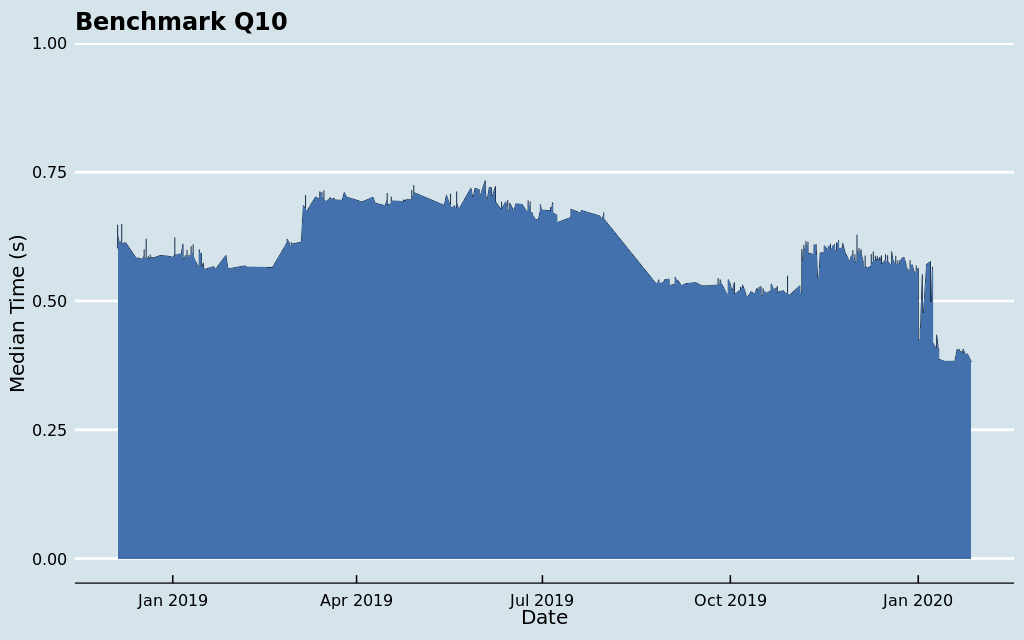 Benchmark Q10
1.00
0.75
0.50
0.25
0.00
Median Time (s)
Jan 2019
Apr 2019
Jul 2019
Oct 2019
Jan 2020
Date